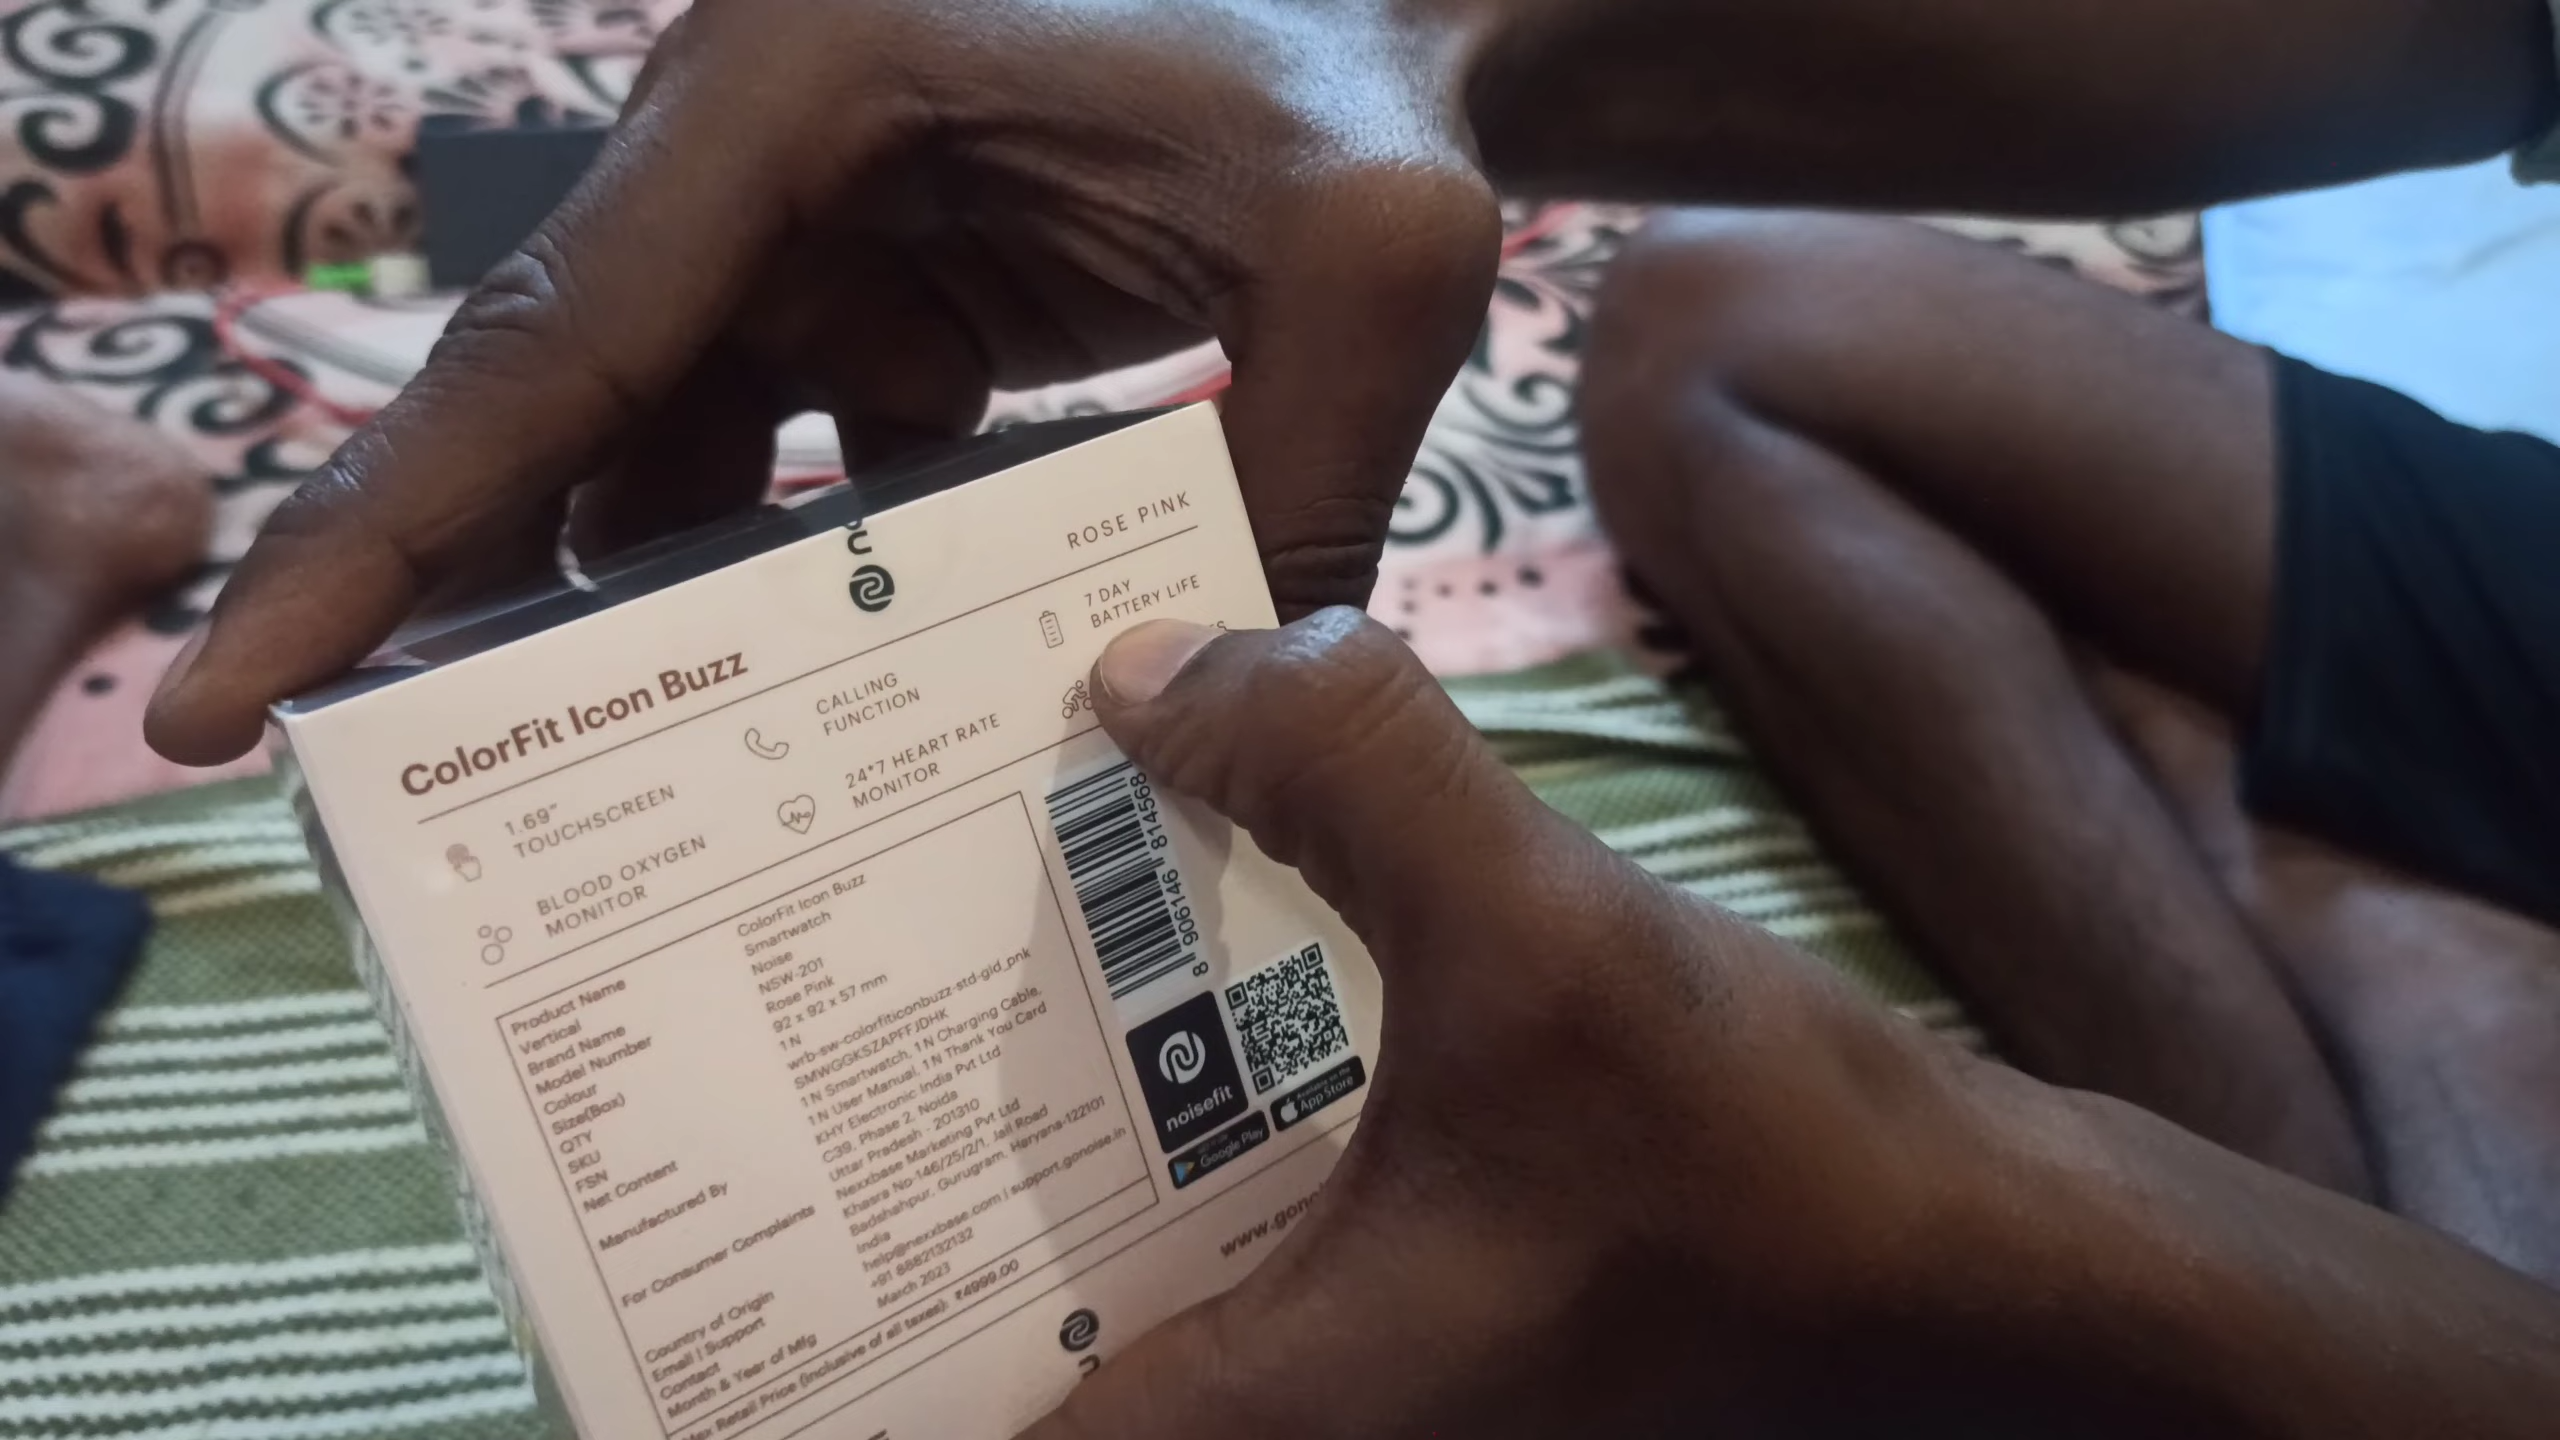 ROSE PINK
ColorFit Icon Buzz
1.69"
TOUCHSCREEN
CALLING
FUNCTION
7 DAY
BATTERY LIFE
BLOOD OXYGEN
MONITOR
24*7 HEART RATE
MONITOR
Product Name ColorFit Icon Buzz
Vertical Smartwatch
Brand Name Noise
Model Number NSW-201
Colour Rose Pink
Size(Box) 92 x 92 x 57 mm
QTY 1 N
SKU wrb-sw-colorfiticonbuzz-std-gld_pnk
FSN SMWGGKSZAPFFJDHK
Net Content 1 N Smartwatch, 1 N Charging Cable,
1 N User Manual, 1 N Thank You Card
Manufactured By KHY Electronic India Pvt Ltd
C39, Phase 2, Noida
Uttar Pradesh - 201310
For Consumer Complaints Nexxbase Marketing Pvt Ltd
Khasra No-146/25/2/1, Jail Road
Badshahpur, Gurugram, Haryana-122101
Country of Origin India
Email | Support help@nexxbase.com | support.gonoise.in
Contact +91 8882132132
Month & Year of Mfg March 2023
Max Retail Price (inclusive of all taxes): ₹4999.00
8 906146 814568
noisefit
Google Play
Available on the
App Store